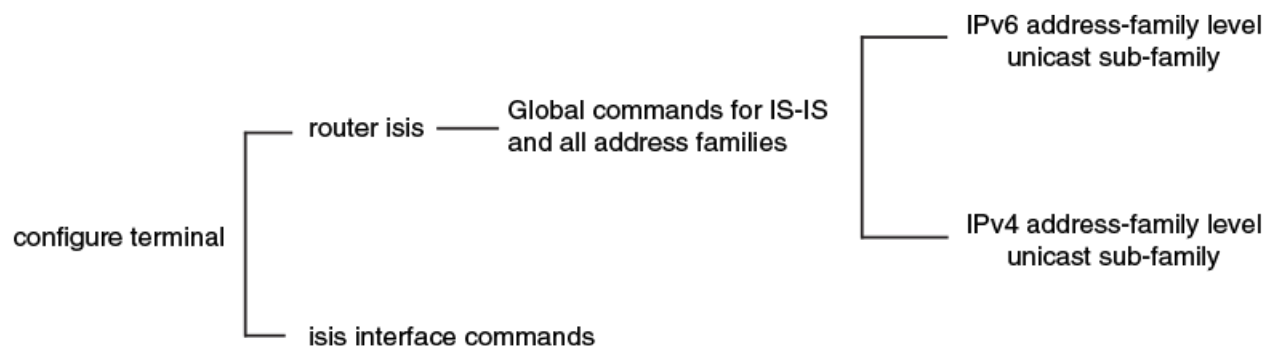 IPv6 address-family level
unicast sub-family
Global commands for IS-IS
router isis
and all address families
configure terminal
IPv4 address-family level
unicast sub-family
isis interface commands